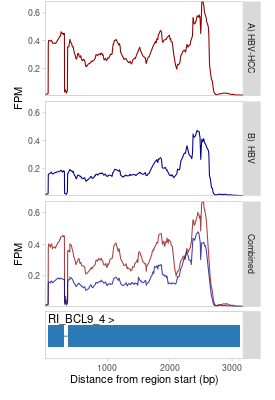 0.6
0.4
0.2
A) HBV-HCC
FPM
0.6
0.4
0.2
B) HBV
0.6
0.4
0.2
FPM
Combined
RI_BCL9_4 >
1000
2000
3000
Distance from region start (bp)